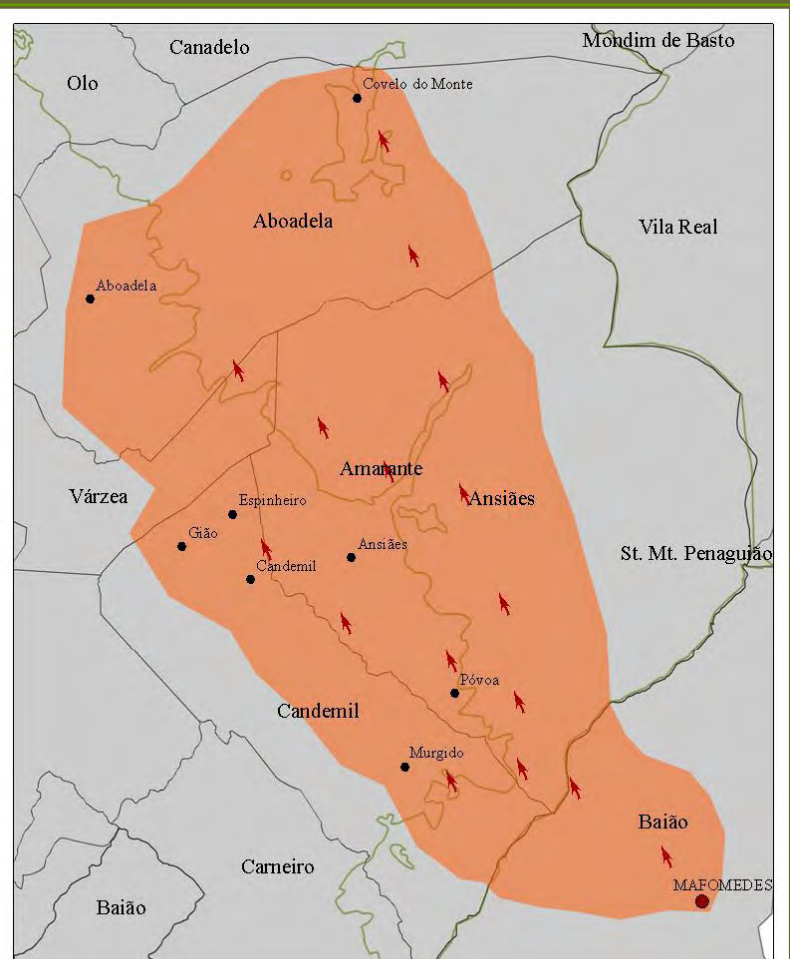 Mondim de Basto
Canadelo
Olo
Covelo do Monte
Aboadela
Vila Real
Aboadela
Amarante
Várzea
Ansiães
Espinheiro
Gião
Ansiães
St. Mt. Penaguião
Candemil
Póvoa
Candemil
Murgido
Baião
Carneiro
MAFOMEDES
Baião